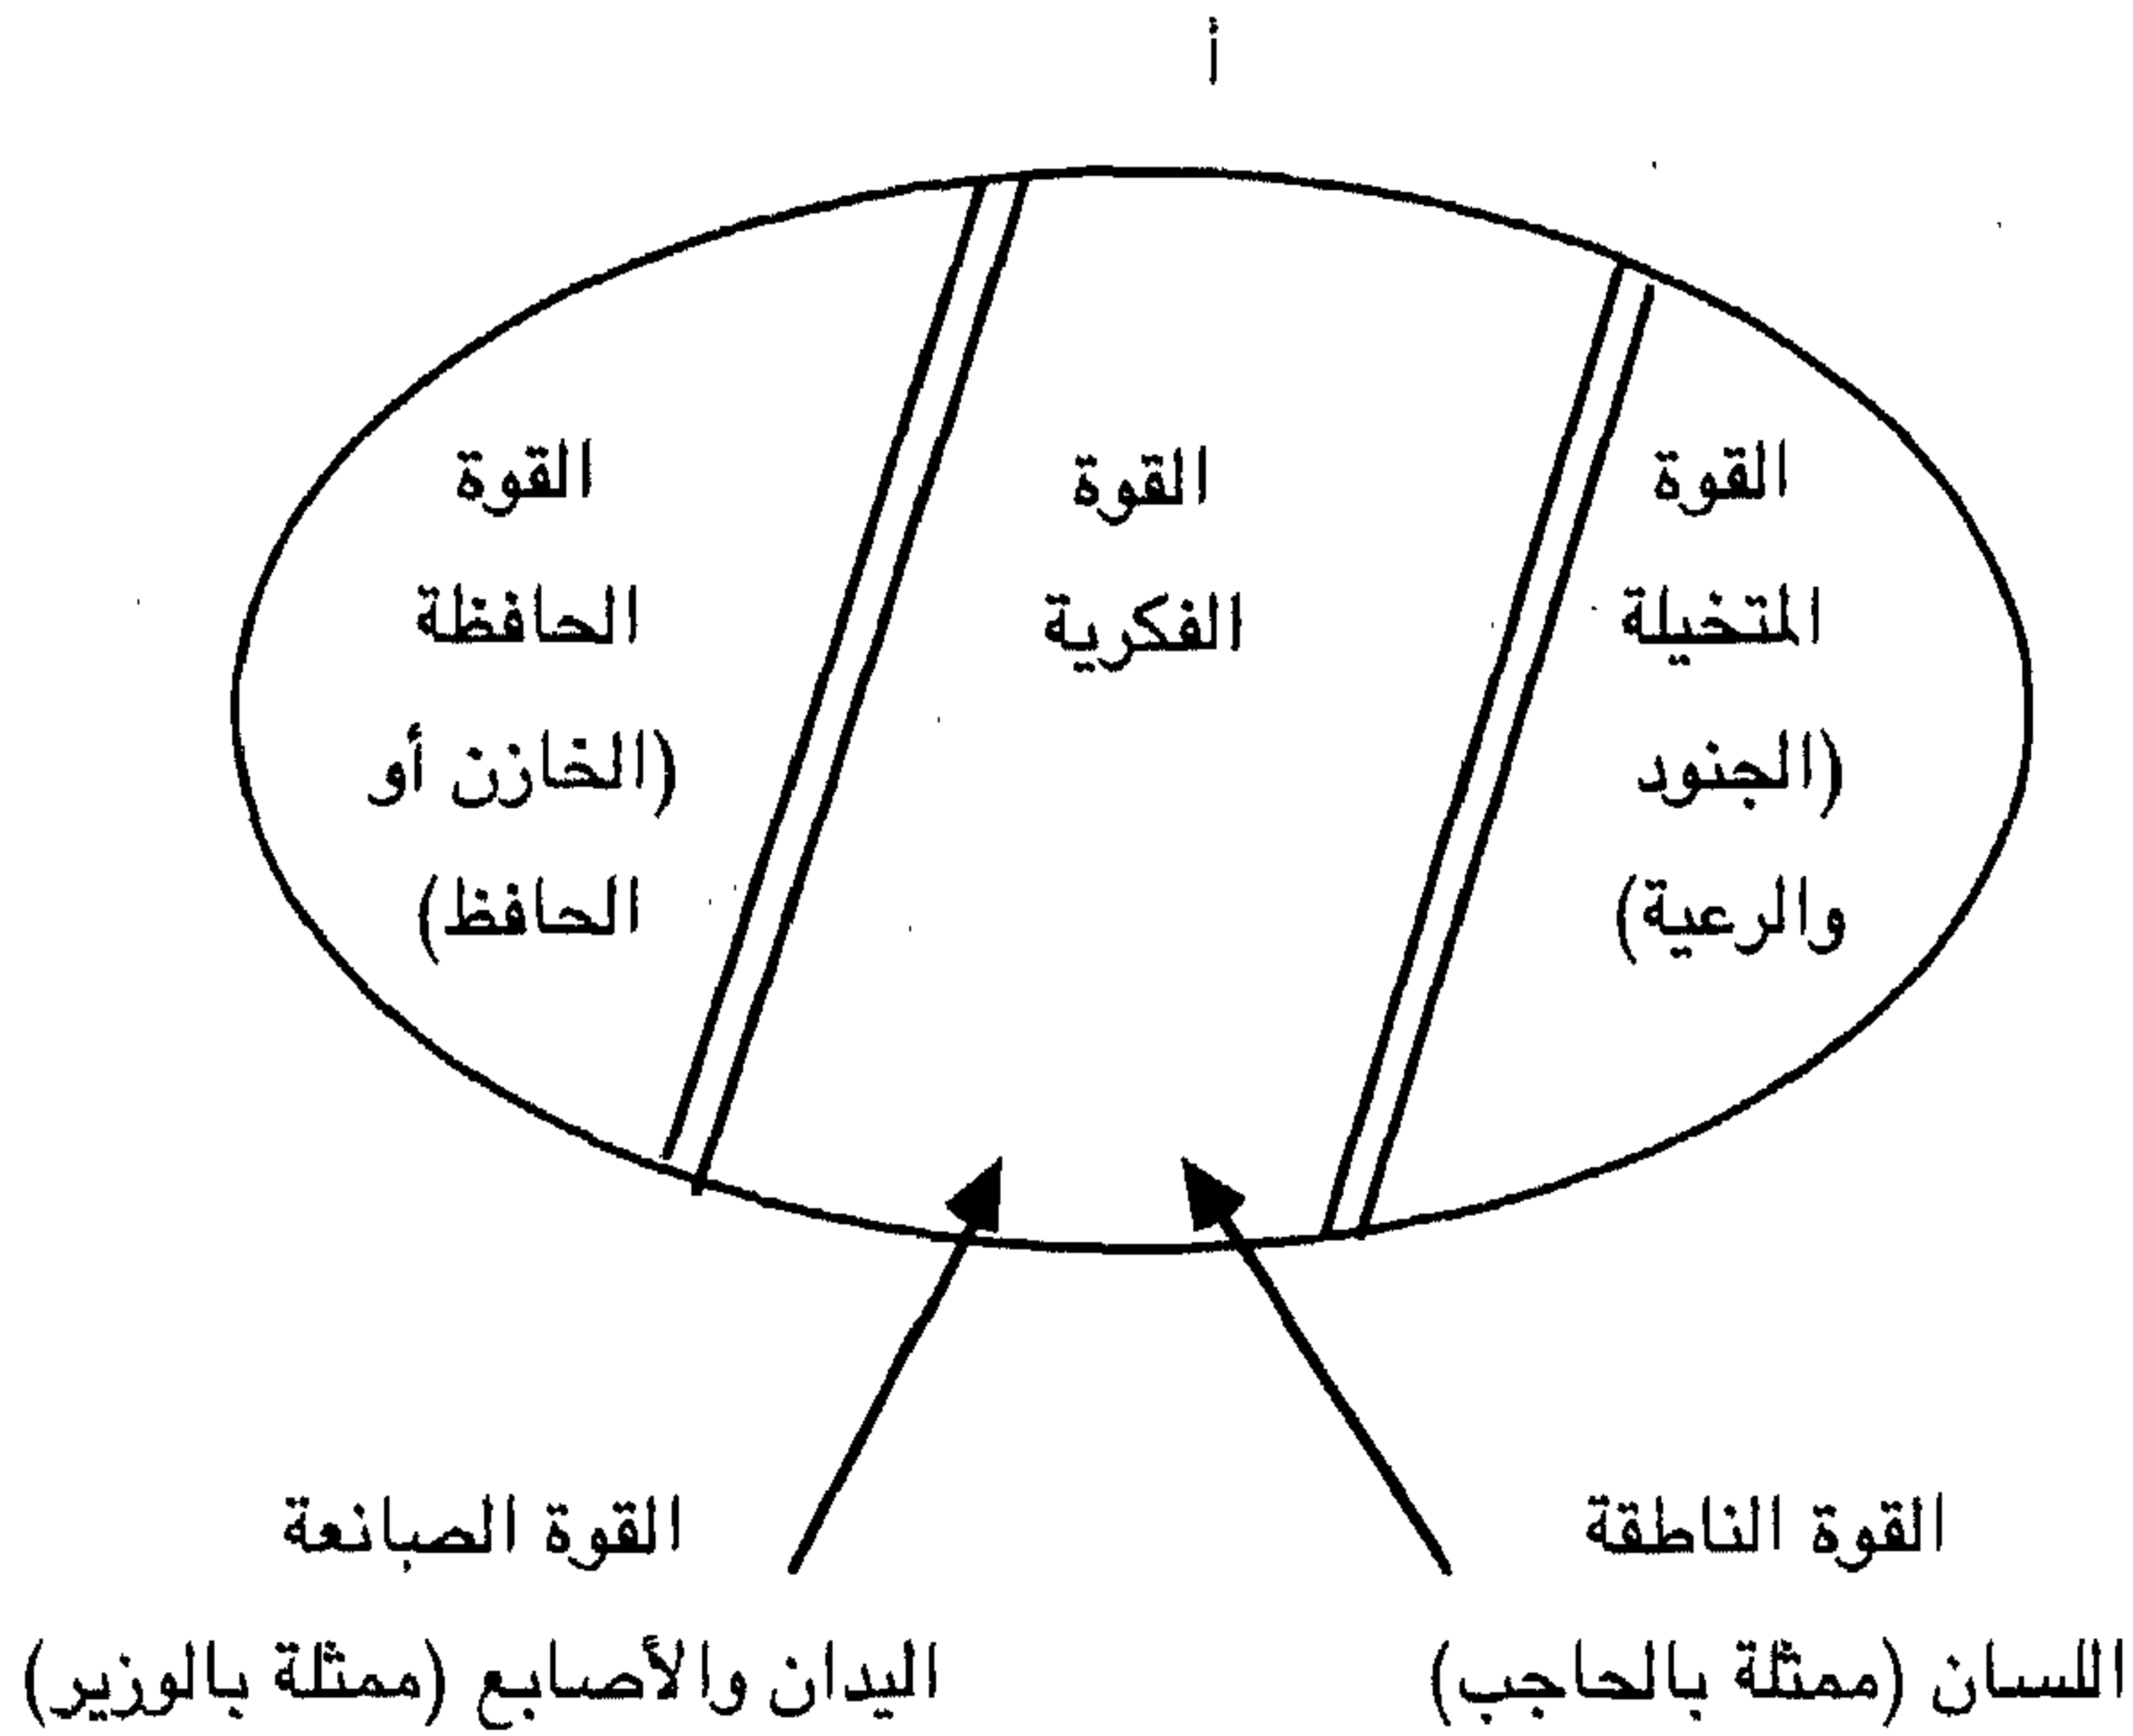 أ
القوة
المتخيلة
(الجنود
والرعية)
القوة
الفكرية
القوة
الحافظة
(الخازن أو
الحافظ)
القوة الناطقة
اللسان (ممثلة بالحاجب)
القوة الصانعة
اليدان والأصابع (ممثلة بالوزير)